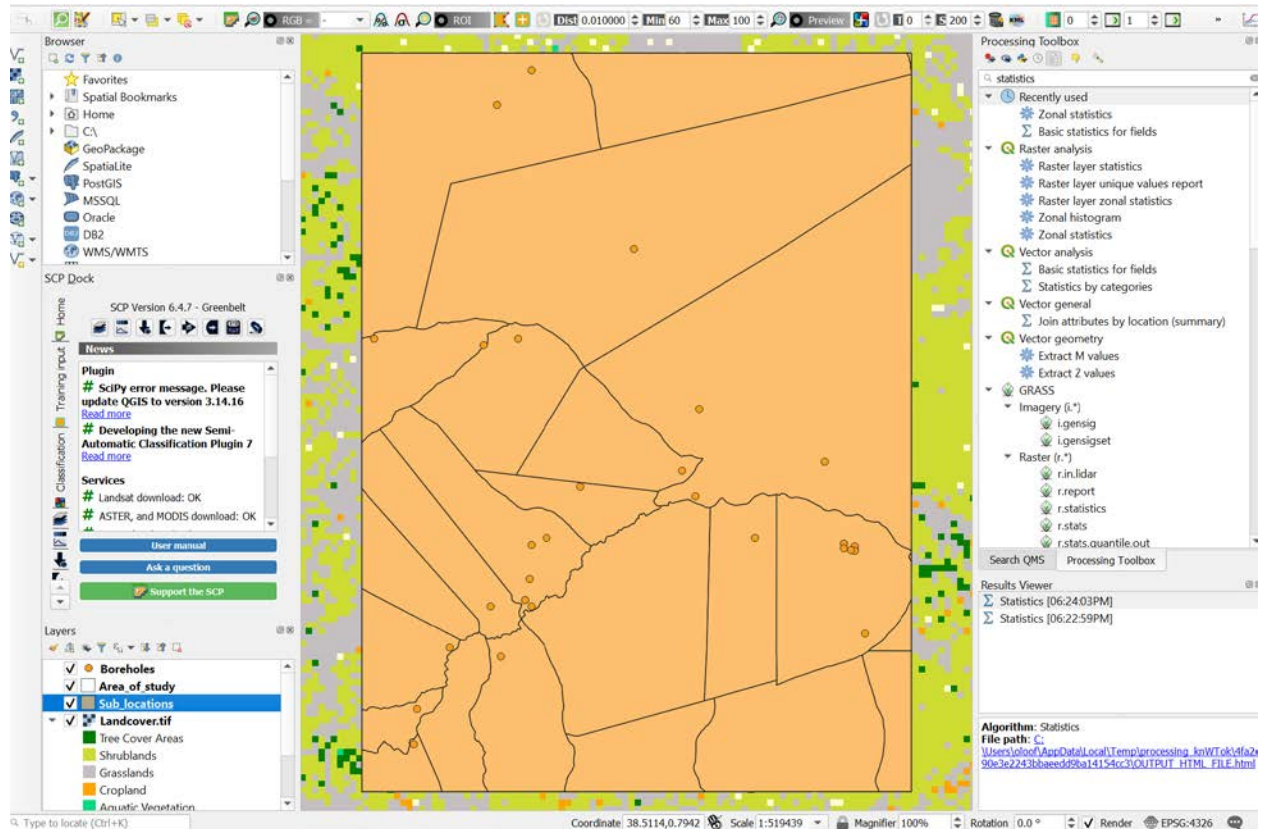 RGB = -
ROI
Dist 0.010000
Min 60
Max 100
Preview
T 0
S 200
KML
0
1
»
Browser
Favorites
Spatial Bookmarks
Home
C:\
GeoPackage
SpatiaLite
PostGIS
MSSQL
Oracle
DB2
WMS/WMTS
SCP Dock
Home
Training input
Classification
SCP Version 6.4.7 - Greenbelt
News
Plugin
# SciPy error message. Please
update QGIS to version 3.14.16
Read more
# Developing the new Semi-
Automatic Classification Plugin 7
Read more
Services
# Landsat download: OK
# ASTER, and MODIS download: OK
User manual
Ask a question
Support the SCP
Layers
Boreholes
Area_of_study
Sub_locations
Landcover.tif
Tree Cover Areas
Shrublands
Grasslands
Cropland
Aquatic Vegetation
Processing Toolbox
statistics
Recently used
Zonal statistics
Basic statistics for fields
Raster analysis
Raster layer statistics
Raster layer unique values report
Raster layer zonal statistics
Zonal histogram
Zonal statistics
Vector analysis
Basic statistics for fields
Statistics by categories
Vector general
Join attributes by location (summary)
Vector geometry
Extract M values
Extract Z values
GRASS
Imagery (i.*)
i.gensig
i.gensigset
Raster (r.*)
r.in.lidar
r.report
r.statistics
r.stats
r.stats.quantile.out
Search QMS
Processing Toolbox
Results Viewer
Statistics [06:24:03PM]
Statistics [06:22:59PM]
Algorithm: Statistics
File path: C:
\Users\oloof\AppData\Local\Temp\processing_knWTok\4fa2
90e3e2243bbaeedd9ba14154cc3\OUTPUT_HTML_FILE.html
Type to locate (Ctrl+K)
Coordinate 38.5114,0.7942
Scale 1:519439
Magnifier 100%
Rotation 0.0 °
Render
EPSG:4326